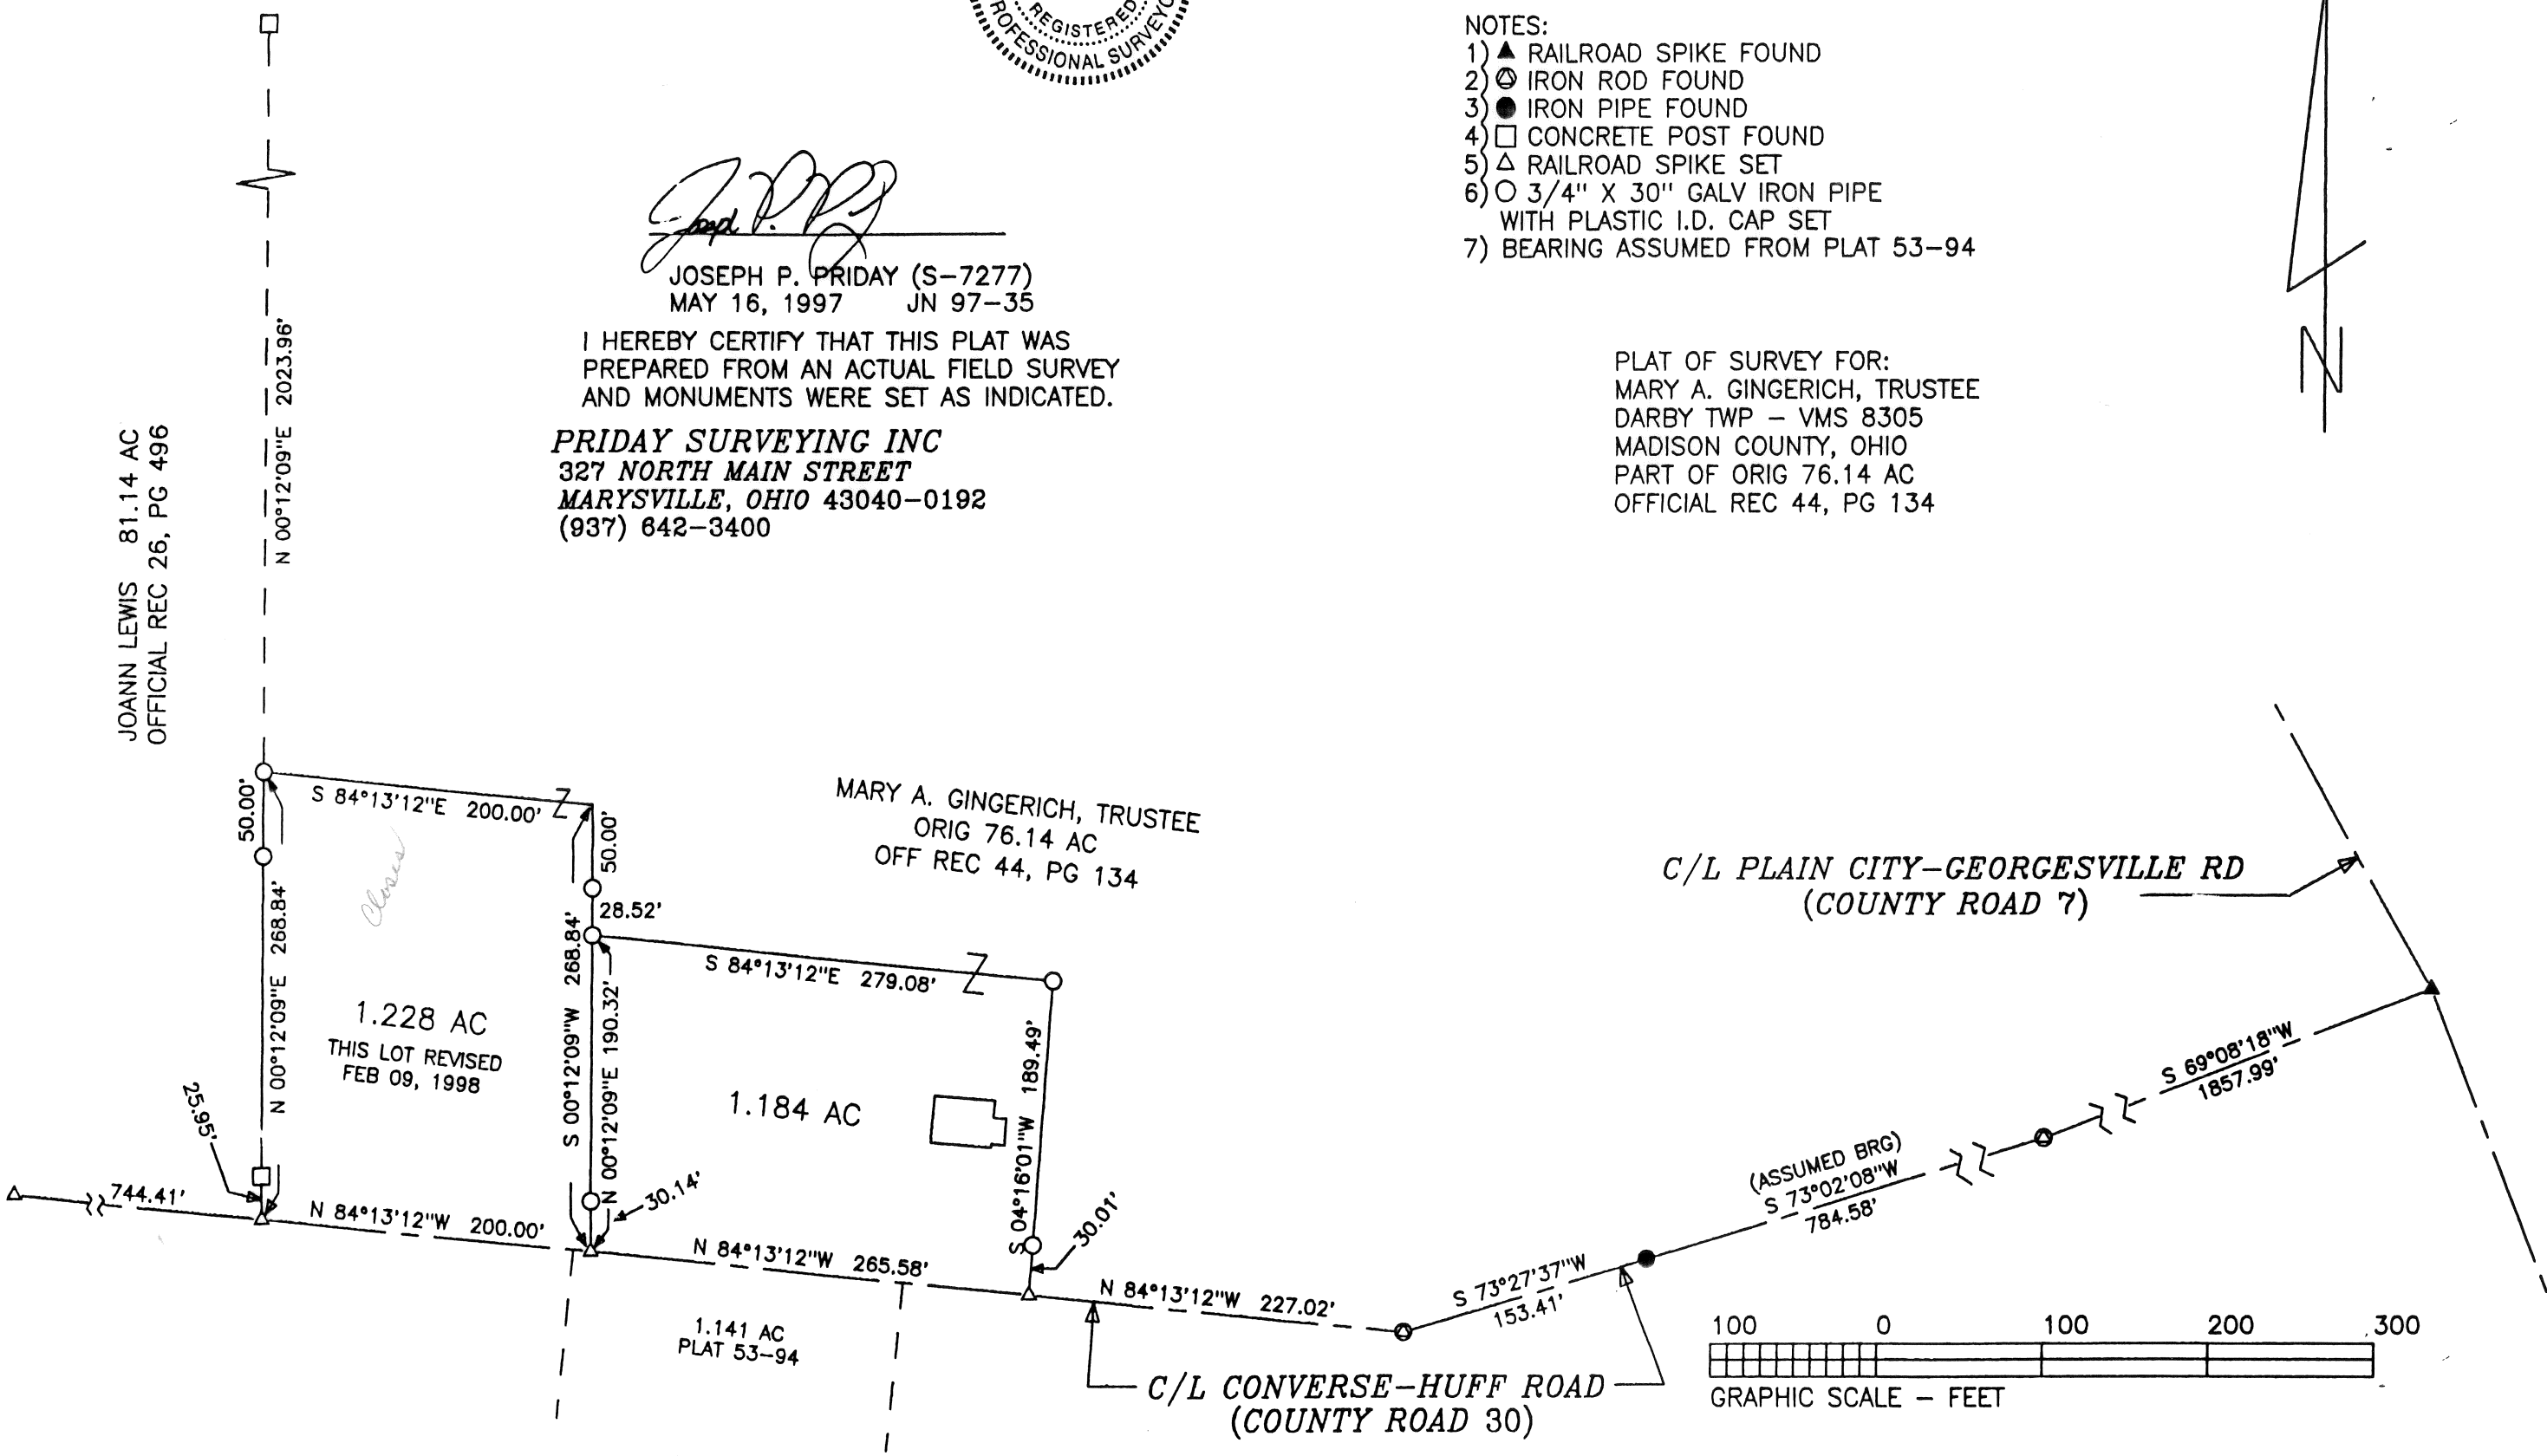 REGISTERED
PROFESSIONAL SURVEYO
NOTES:
1) ▲ RAILROAD SPIKE FOUND
2) IRON ROD FOUND
3) ● IRON PIPE FOUND
4) □ CONCRETE POST FOUND
5) △ RAILROAD SPIKE SET
6) ○ 3/4" X 30" GALV IRON PIPE
WITH PLASTIC I.D. CAP SET
7) BEARING ASSUMED FROM PLAT 53-94
N
Joseph P.
JOSEPH P. PRIDAY (S-7277)
MAY 16, 1997 JN 97-35
I HEREBY CERTIFY THAT THIS PLAT WAS
PREPARED FROM AN ACTUAL FIELD SURVEY
AND MONUMENTS WERE SET AS INDICATED.
PRIDAY SURVEYING INC
327 NORTH MAIN STREET
MARYSVILLE, OHIO 43040-0192
(937) 642-3400
PLAT OF SURVEY FOR:
MARY A. GINGERICH, TRUSTEE
DARBY TWP - VMS 8305
MADISON COUNTY, OHIO
PART OF ORIG 76.14 AC
OFFICIAL REC 44, PG 134
JOANN LEWIS 81.14 AC
OFFICIAL REC 26, PG 496
N 00°12'09"E 2023.96'
50.00'
S 84°13'12"E 200.00'
Closes
50.00'
N 00°12'09"E 268.84'
1.228 AC
THIS LOT REVISED
FEB 09, 1998
25.95'
744.41'
N 84°13'12"W 200.00'
S 00°12'09"W 268.84'
28.52'
N 00°12'09"E 190.32'
30.14'
MARY A. GINGERICH, TRUSTEE
ORIG 76.14 AC
OFF REC 44, PG 134
S 84°13'12"E 279.08'
1.184 AC
S 04°16'01"W 189.49'
30.01'
N 84°13'12"W 265.58'
1.141 AC
PLAT 53-94
N 84°13'12"W 227.02'
S 73°27'37"W
153.41'
(ASSUMED BRG)
S 73°02'08"W
784.58'
S 69°08'18"W
1857.99'
C/L PLAIN CITY-GEORGESVILLE RD
(COUNTY ROAD 7)
C/L CONVERSE-HUFF ROAD
(COUNTY ROAD 30)
100 0 100 200 300
GRAPHIC SCALE - FEET